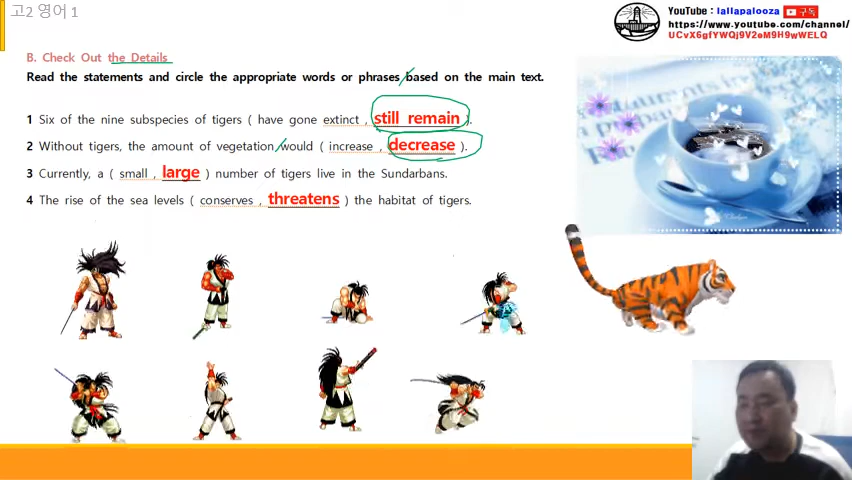 고2 영어 1
YouTube : lallapalooza 구독
https://www.youtube.com/channel/
UCvX6gfYWQj9V2eM9H9wWELQ
B. Check Out the Details
Read the statements and circle the appropriate words or phrases based on the main text.
1 Six of the nine subspecies of tigers ( have gone extinct , still remain ).
2 Without tigers, the amount of vegetation would ( increase , decrease ).
3 Currently, a ( small , large ) number of tigers live in the Sundarbans.
4 The rise of the sea levels ( conserves , threatens ) the habitat of tigers.